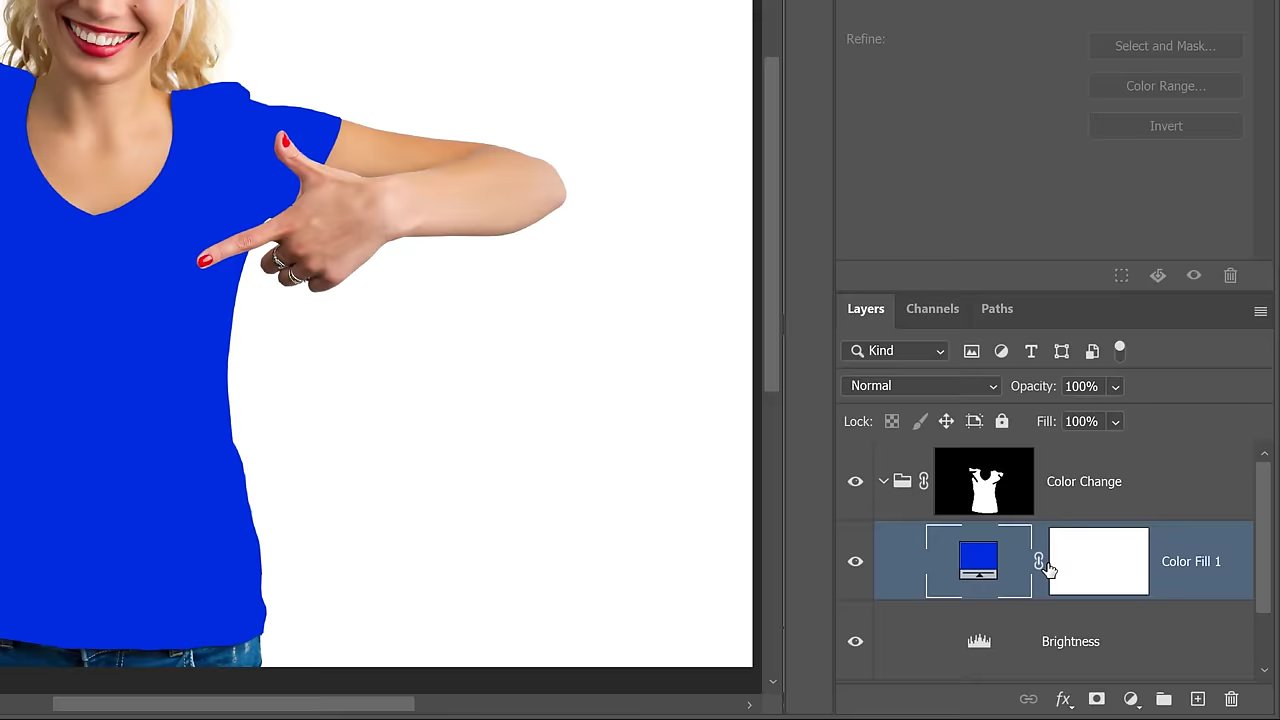 Refine:
Select and Mask...
Color Range...
Invert
Layers Channels Paths
Kind
Normal Opacity: 100%
Lock: Fill: 100%
Color Change
Color Fill 1
Brightness
fx